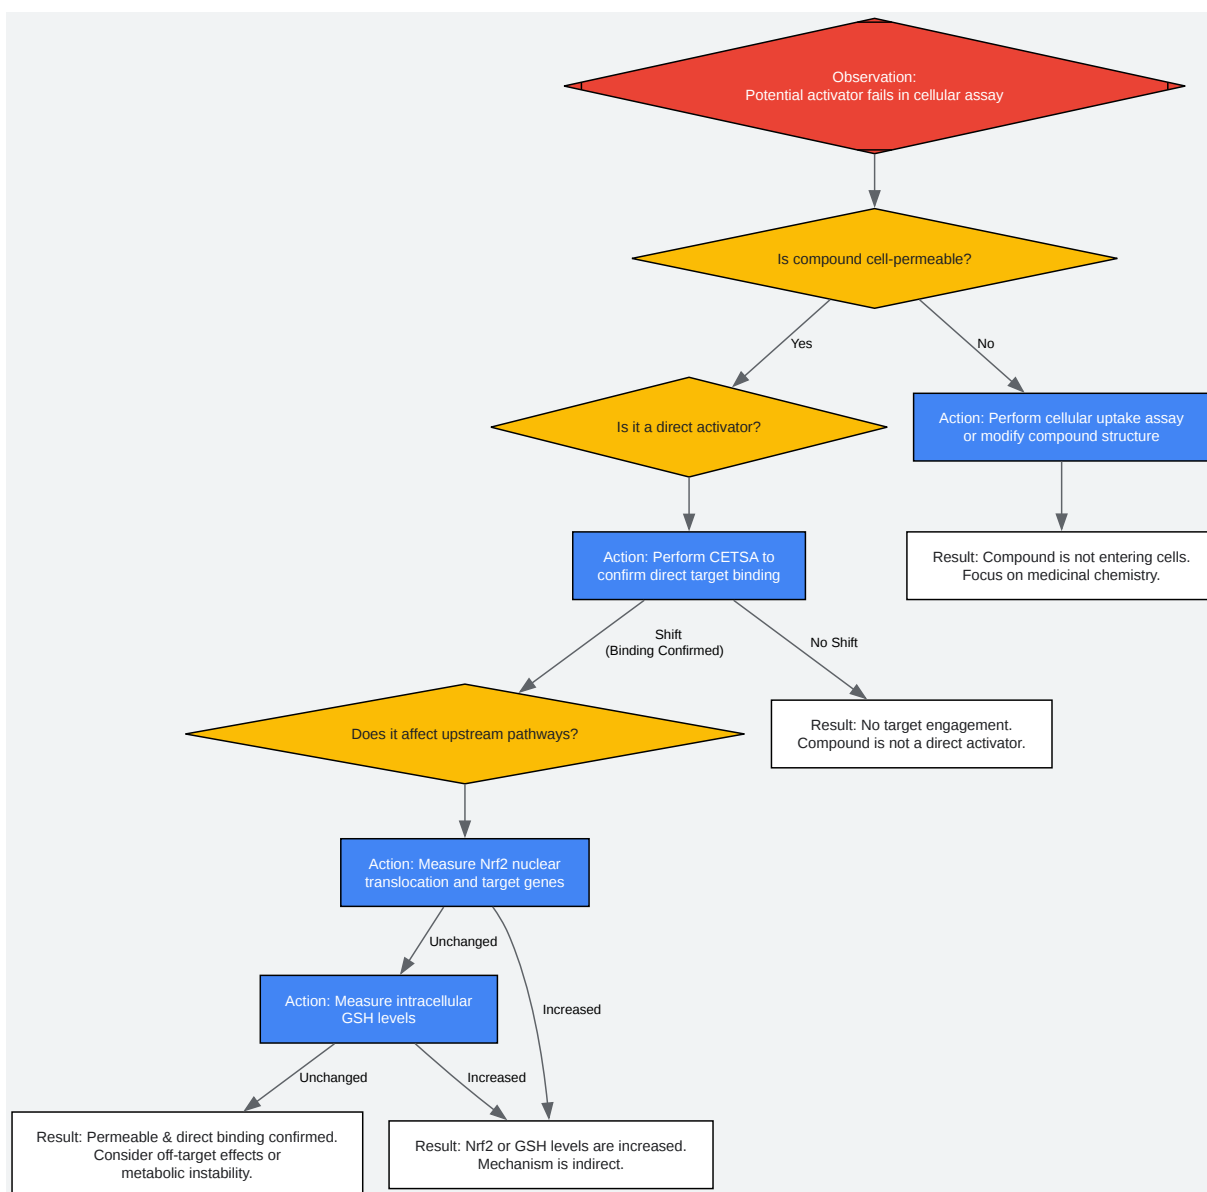 Observation:
Potential activator fails in cellular assay
Is compound cell-permeable?
Yes
No
Is it a direct activator?
Action: Perform cellular uptake assay
or modify compound structure
Action: Perform CETSA to
confirm direct target binding
Result: Compound is not entering cells.
Focus on medicinal chemistry.
Shift
(Binding Confirmed)
No Shift
Does it affect upstream pathways?
Result: No target engagement.
Compound is not a direct activator.
Action: Measure Nrf2 nuclear
translocation and target genes
Unchanged
Increased
Action: Measure intracellular
GSH levels
Unchanged
Increased
Result: Permeable & direct binding confirmed.
Consider off-target effects or
metabolic instability.
Result: Nrf2 or GSH levels are increased.
Mechanism is indirect.